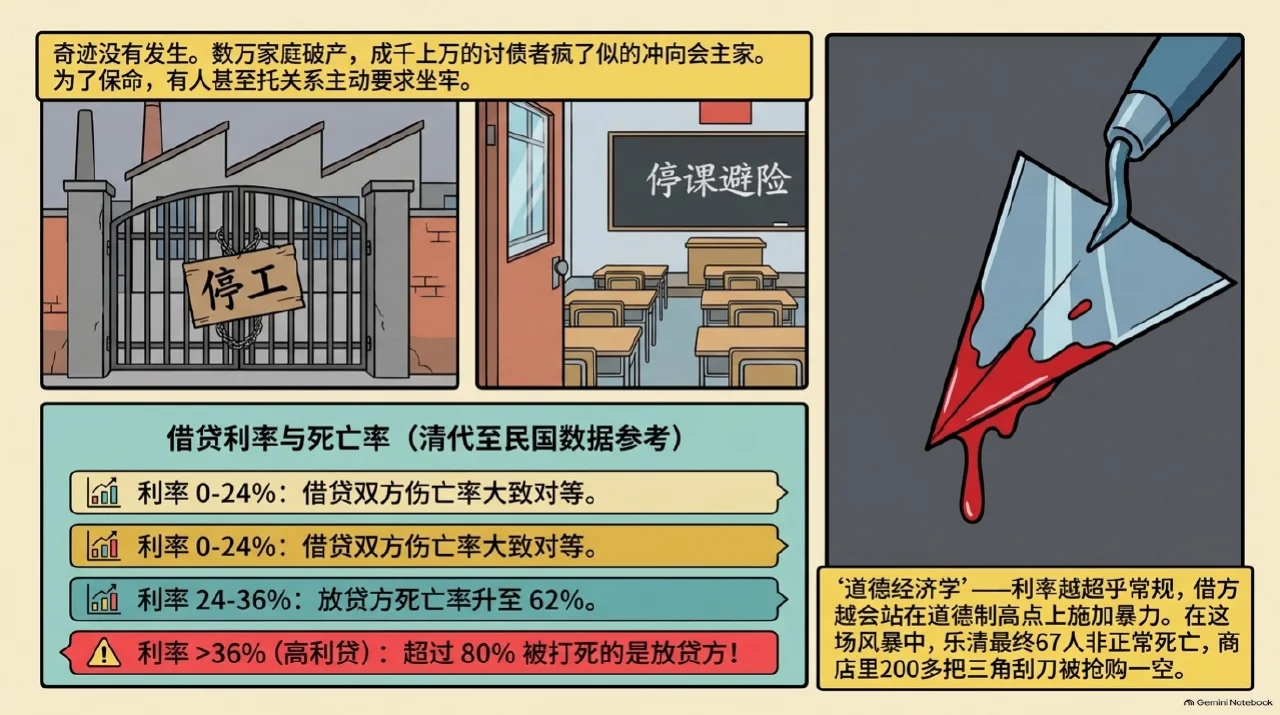 奇迹没有发生。数万家庭破产，成千上万的讨债者疯了似的冲向会主家。
为了保命，有人甚至托关系主动要求坐牢。
停工
停课避险
借贷利率与死亡率（清代至民国数据参考）
利率 0-24%：借贷双方伤亡率大致对等。
利率 0-24%：借贷双方伤亡率大致对等。
利率 24-36%：放贷方死亡率升至 62%。
利率 >36%（高利贷）：超过 80% 被打死的是放贷方！
‘道德经济学’——利率越超乎常规，借方
越会站在道德制高点上施加暴力。在这
场风暴中，乐清最终67人非正常死亡，商
店里200多把三角刮刀被抢购一空。
Gemini Notebook